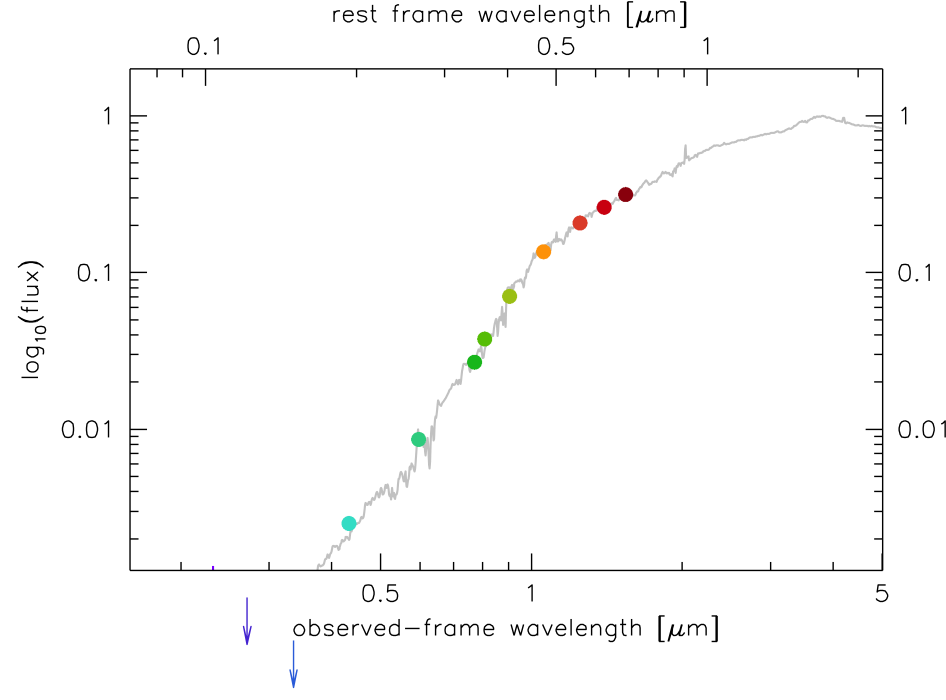 rest frame wavelength [μm]
0.1 0.5 1
1 1
0.1 0.1
log10(flux)
0.01 0.01
0.5 1 5
observed-frame wavelength [μm]